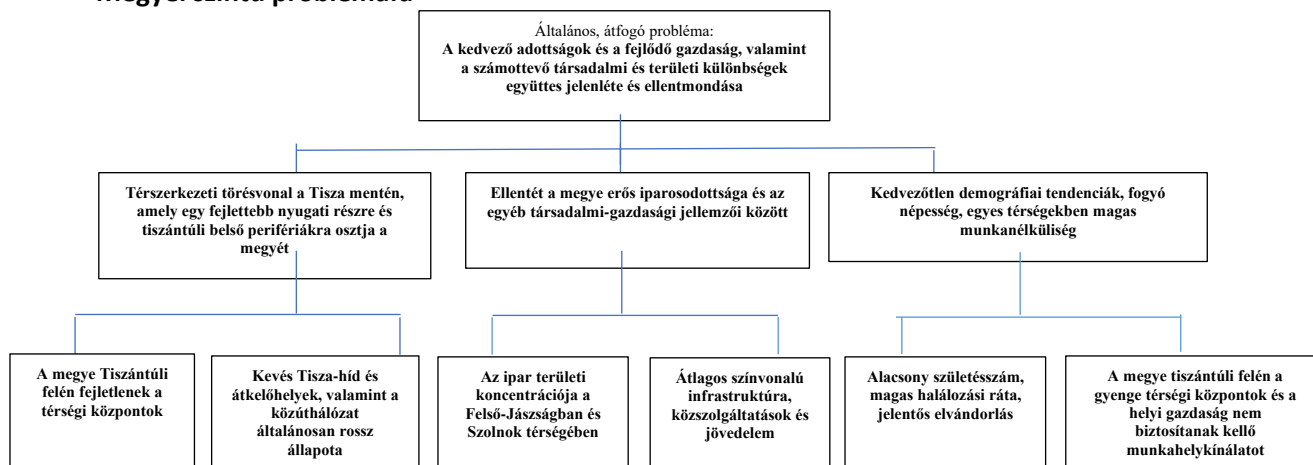 megyei szintű problémafa
Általános, átfogó probléma:
A kedvező adottságok és a fejlődő gazdaság, valamint
a számottevő társadalmi és területi különbségek
együttes jelenléte és ellentmondása
Térszerkezeti törésvonal a Tisza mentén,
amely egy fejlettebb nyugati részre és
tiszántúli belső perifériákra osztja a
megyét
Ellentét a megye erős iparosodottsága és az
egyéb társadalmi-gazdasági jellemzői között
Kedvezőtlen demográfiai tendenciák, fogyó
népesség, egyes térségekben magas
munkanélküliség
A megye Tiszántúli
felén fejletlenek a
térségi központok
Kevés Tisza-híd és
átkelőhelyek, valamint a
közúthálózat
általánosan rossz
állapota
Az ipar területi
koncentrációja a
Felső-Jászságban és
Szolnok térségében
Átlagos színvonalú
infrastruktúra,
közszolgáltatások és
jövedelem
Alacsony születésszám,
magas halálozási ráta,
jelentős elvándorlás
A megye tiszántúli felén a
gyenge térségi központok és a
helyi gazdaság nem
biztosítanak kellő
munkahelykínálatot